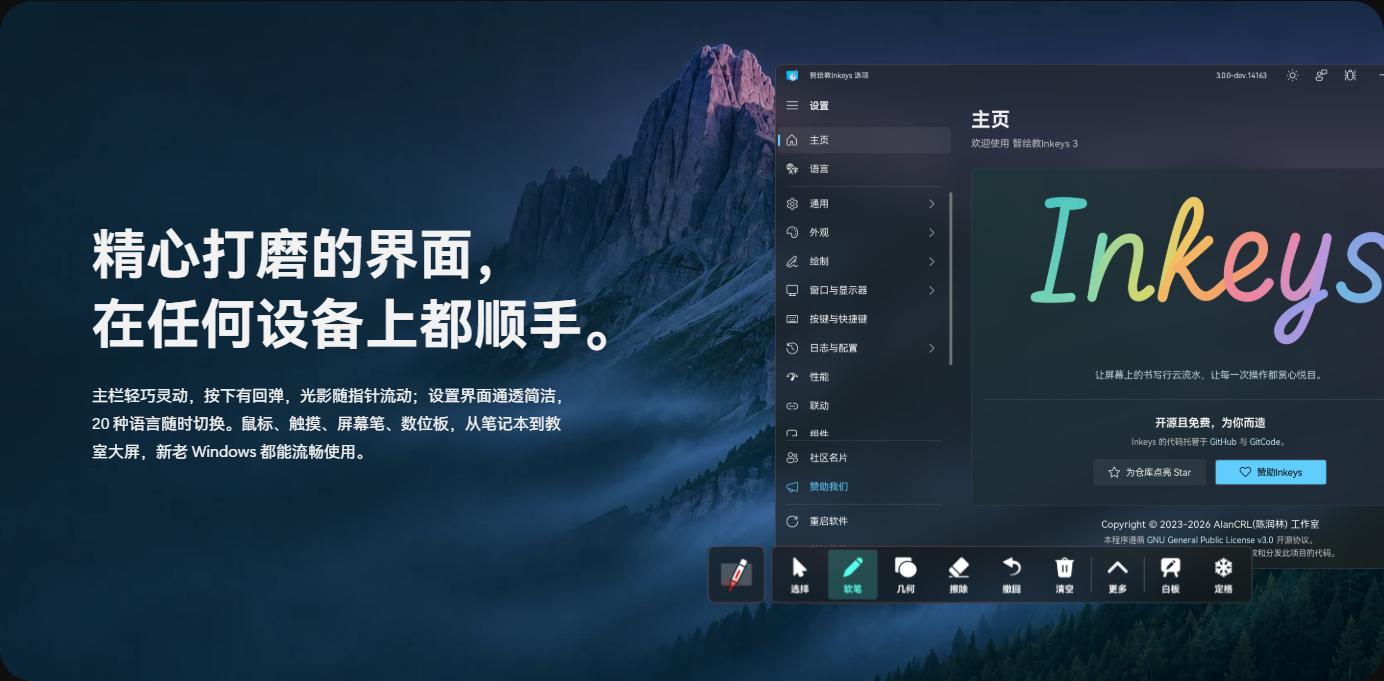 智绘教Inkeys 选项
3.0.0-dev.14163
设置
主页
语言
通用
外观
绘制
窗口与显示器
按键与快捷键
日志与配置
性能
联动
组件
社区名片
赞助我们
重启软件
主页
欢迎使用 智绘教Inkeys 3
Inkeys
让屏幕上的书写行云流水，让每一次操作都赏心悦目。
开源且免费，为你而造
Inkeys 的代码托管于 GitHub 与 GitCode。
为仓库点亮 Star
赞助Inkeys
Copyright © 2023-2026 AlanCRL(陈润林) 工作室
本程序遵循 GNU General Public License v3.0 开源协议。
和分发此项目的代码。
精心打磨的界面，
在任何设备上都顺手。
主栏轻巧灵动，按下有回弹，光影随指针流动；设置界面通透简洁，
20 种语言随时切换。鼠标、触摸、屏幕笔、数位板，从笔记本到教
室大屏，新老 Windows 都能流畅使用。
选择
软笔
几何
擦除
撤回
清空
更多
白板
定格